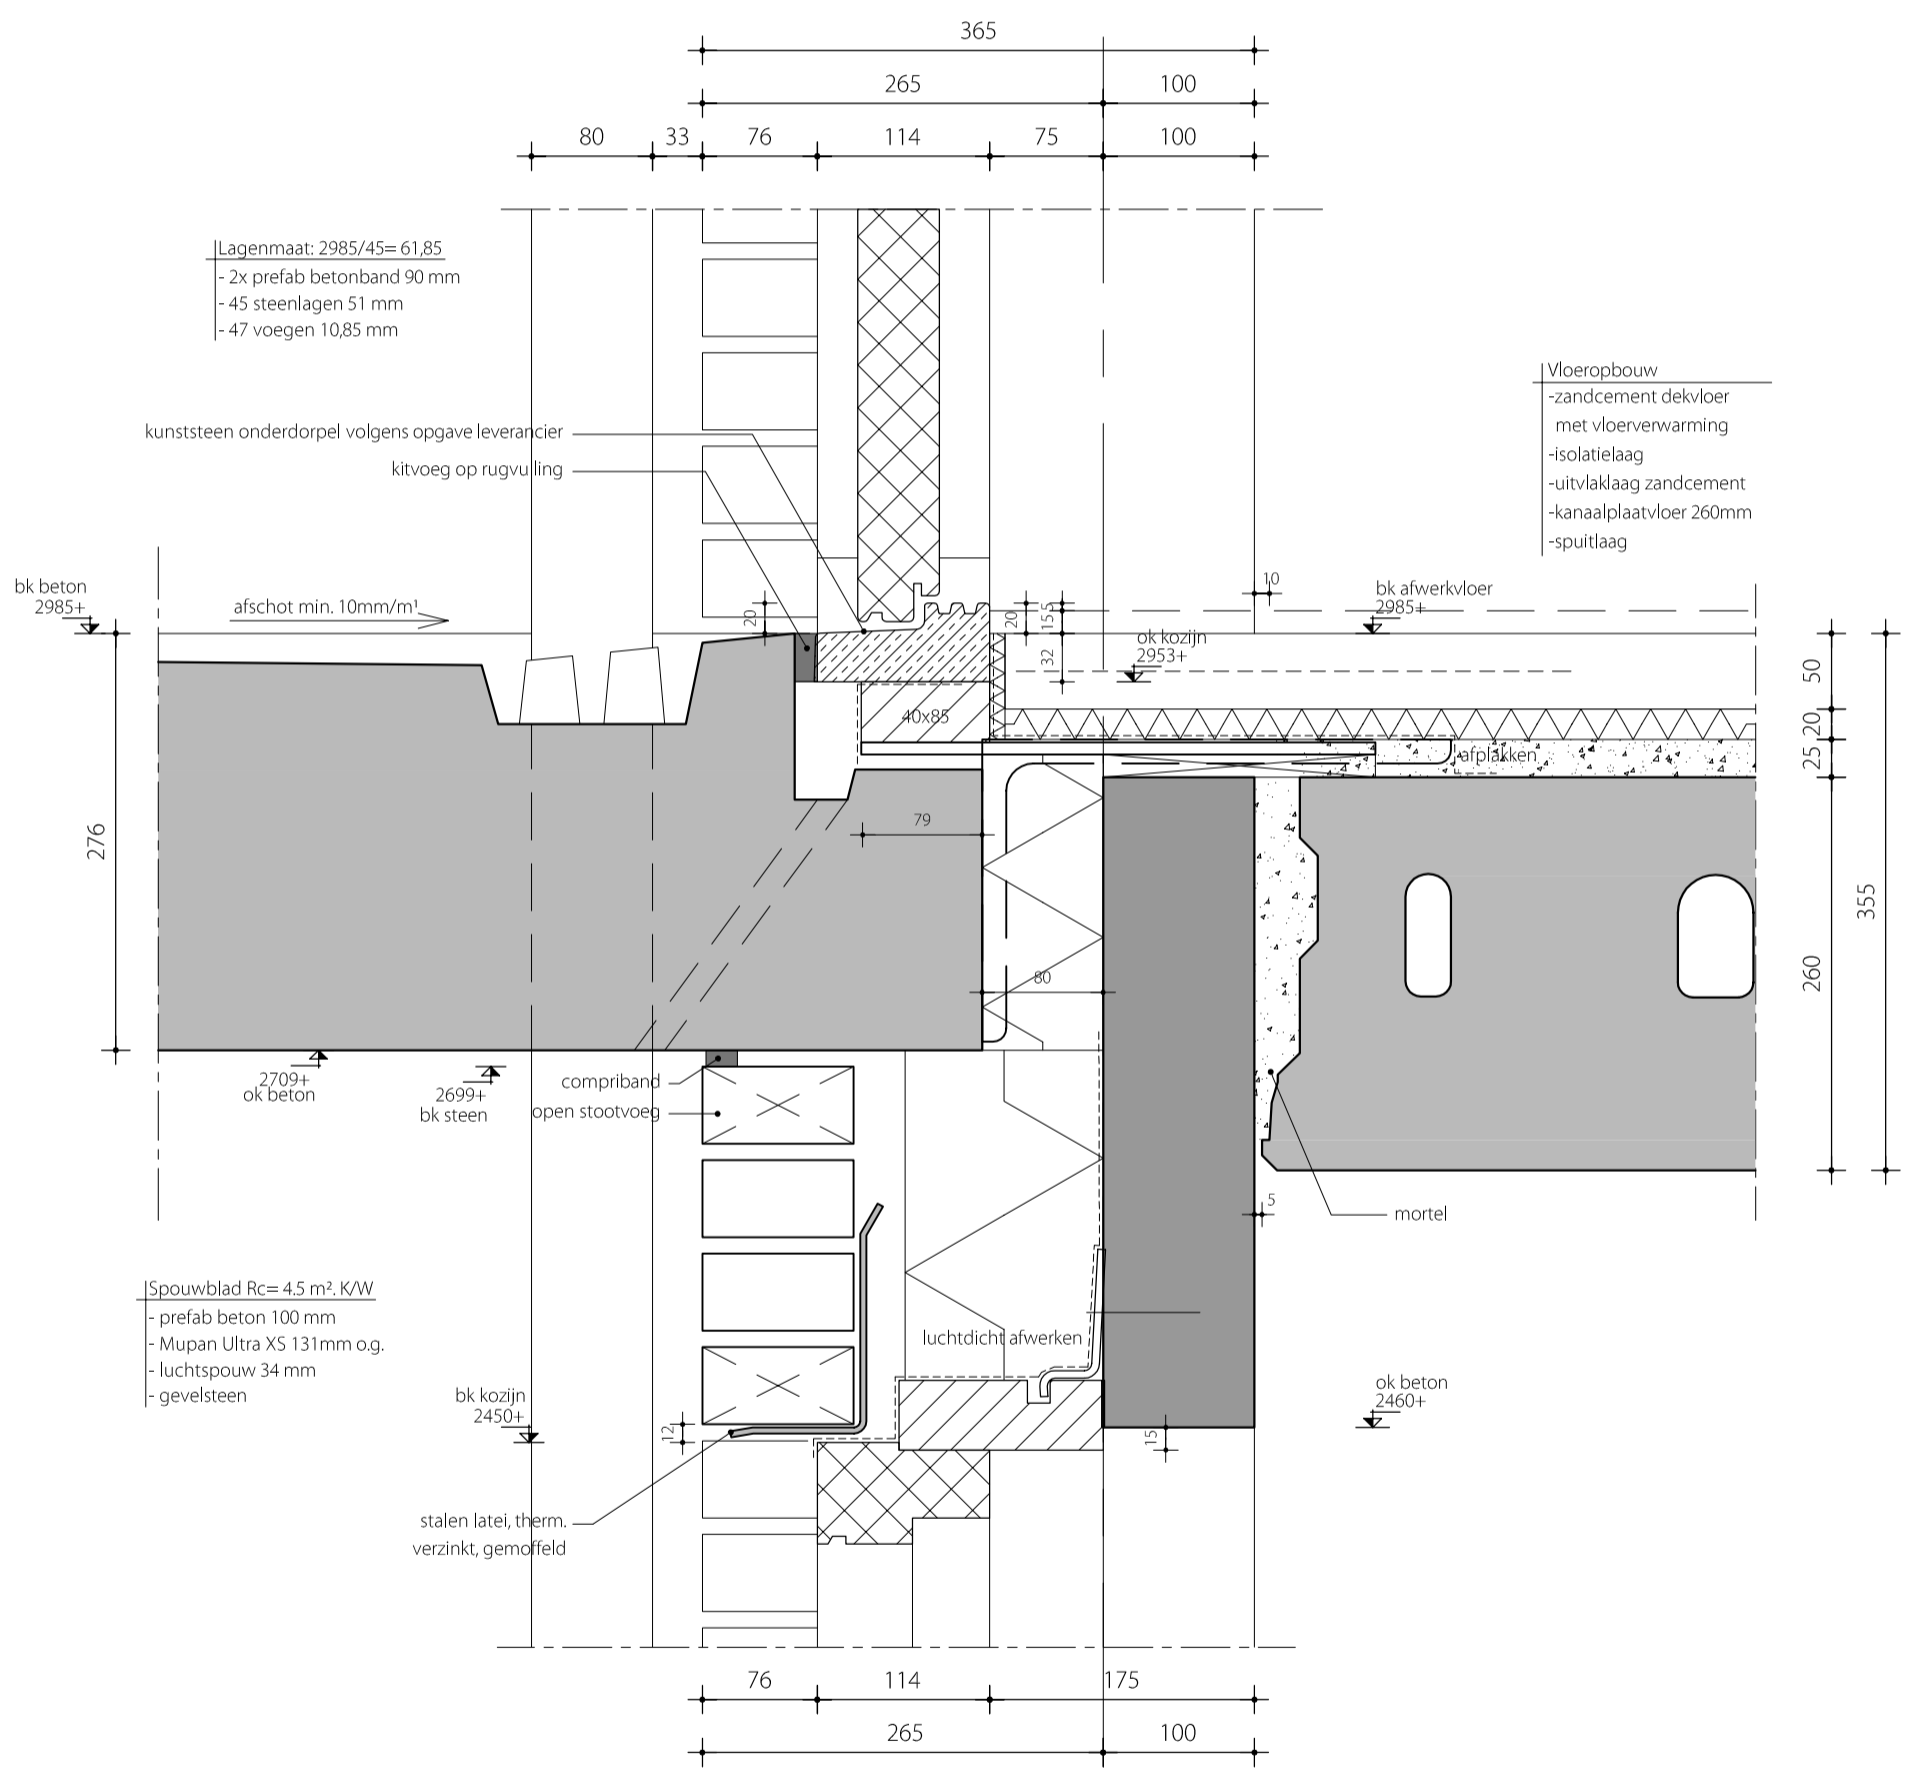 365
265
100
80
33
76
114
75
100
Lagenmaat: 2985/45= 61,85
- 2x prefab betonband 90 mm
- 45 steenlagen 51 mm
- 47 voegen 10,85 mm
Vloeropbouw
-zandcement dekvloer
met vloerverwarming
-isolatielaag
-uitvlaklaag zandcement
-kanaalplaatvloer 260mm
-spuitlaag
kunststeen onderdorpel volgens opgave leverancier
kitvoeg op rugvulling
bk beton
2985+
afschot min. 10mm/m¹
20
20
15,5
32
10
bk afwerkvloer
2985+
ok kozijn
2953+
40x85
afplakken
50
20
25
276
79
80
355
260
2709+
ok beton
2699+
bk steen
compriband
open stootvoeg
5
mortel
Spouwblad Rc= 4.5 m². K/W
- prefab beton 100 mm
- Mupan Ultra XS 131mm o.g.
- luchtspouw 34 mm
- gevelsteen
luchtdicht afwerken
bk kozijn
2450+
12
15
ok beton
2460+
stalen latei, therm.
verzinkt, gemoffeld
76
114
175
265
100